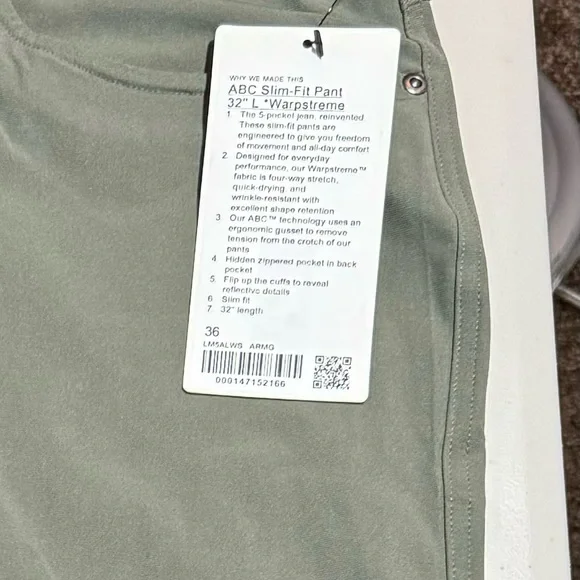 WHY WE MADE THIS
ABC Slim-Fit Pant
32" L *Warpstreme
1. The 5-pocket jean, reinvented
These slim-fit pants are
engineered to give you freedom
of movement and all-day comfort
2. Designed for everyday
performance, our Warpstreme™
fabric is four-way stretch,
quick-drying, and
wrinkle-resistant with
excellent shape retention
3. Our ABC™ technology uses an
ergonomic gusset to remove
tension from the crotch of our
pants
4. Hidden zippered pocket in back
pocket
5. Flip up the cuffs to reveal
reflective details
6. Slim fit
7. 32" length
36
LM5ALWS ARMG
000147152166